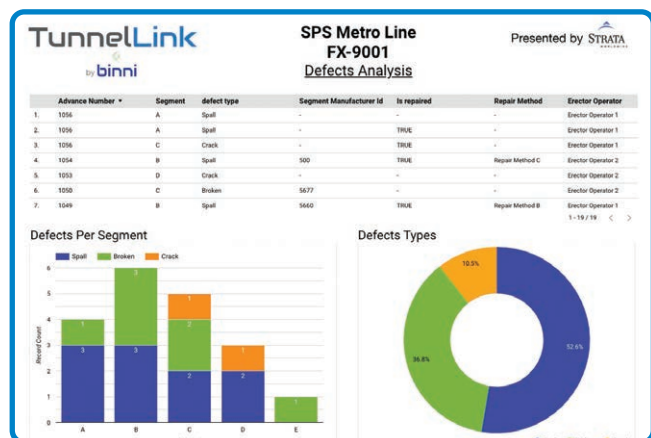 TunnelLink
by binni
SPS Metro Line
FX-9001
Defects Analysis
Presented by STRATA
WORLDWIDE
Advance Number ▾ Segment defect type Segment Manufacturer Id Is repaired Repair Method Erector Operator
1. 1056 A Spall - - - Erector Operator 1
2. 1056 A Spall - TRUE - Erector Operator 1
3. 1056 C Crack - TRUE - Erector Operator 1
4. 1054 B Spall 500 TRUE Repair Method C Erector Operator 2
5. 1053 D Crack - - - Erector Operator 2
6. 1050 C Broken 5677 - - Erector Operator 2
7. 1049 B Spall 5660 TRUE Repair Method B Erector Operator 1
1 - 19 / 19 < >
Defects Per Segment
Spall Broken Crack
Record Count
6
5
4
3
2
1
0
1
3
3
3
1
2
2
1
2
1
A B C D E
Defects Types
10.5%
36.8%
52.6%